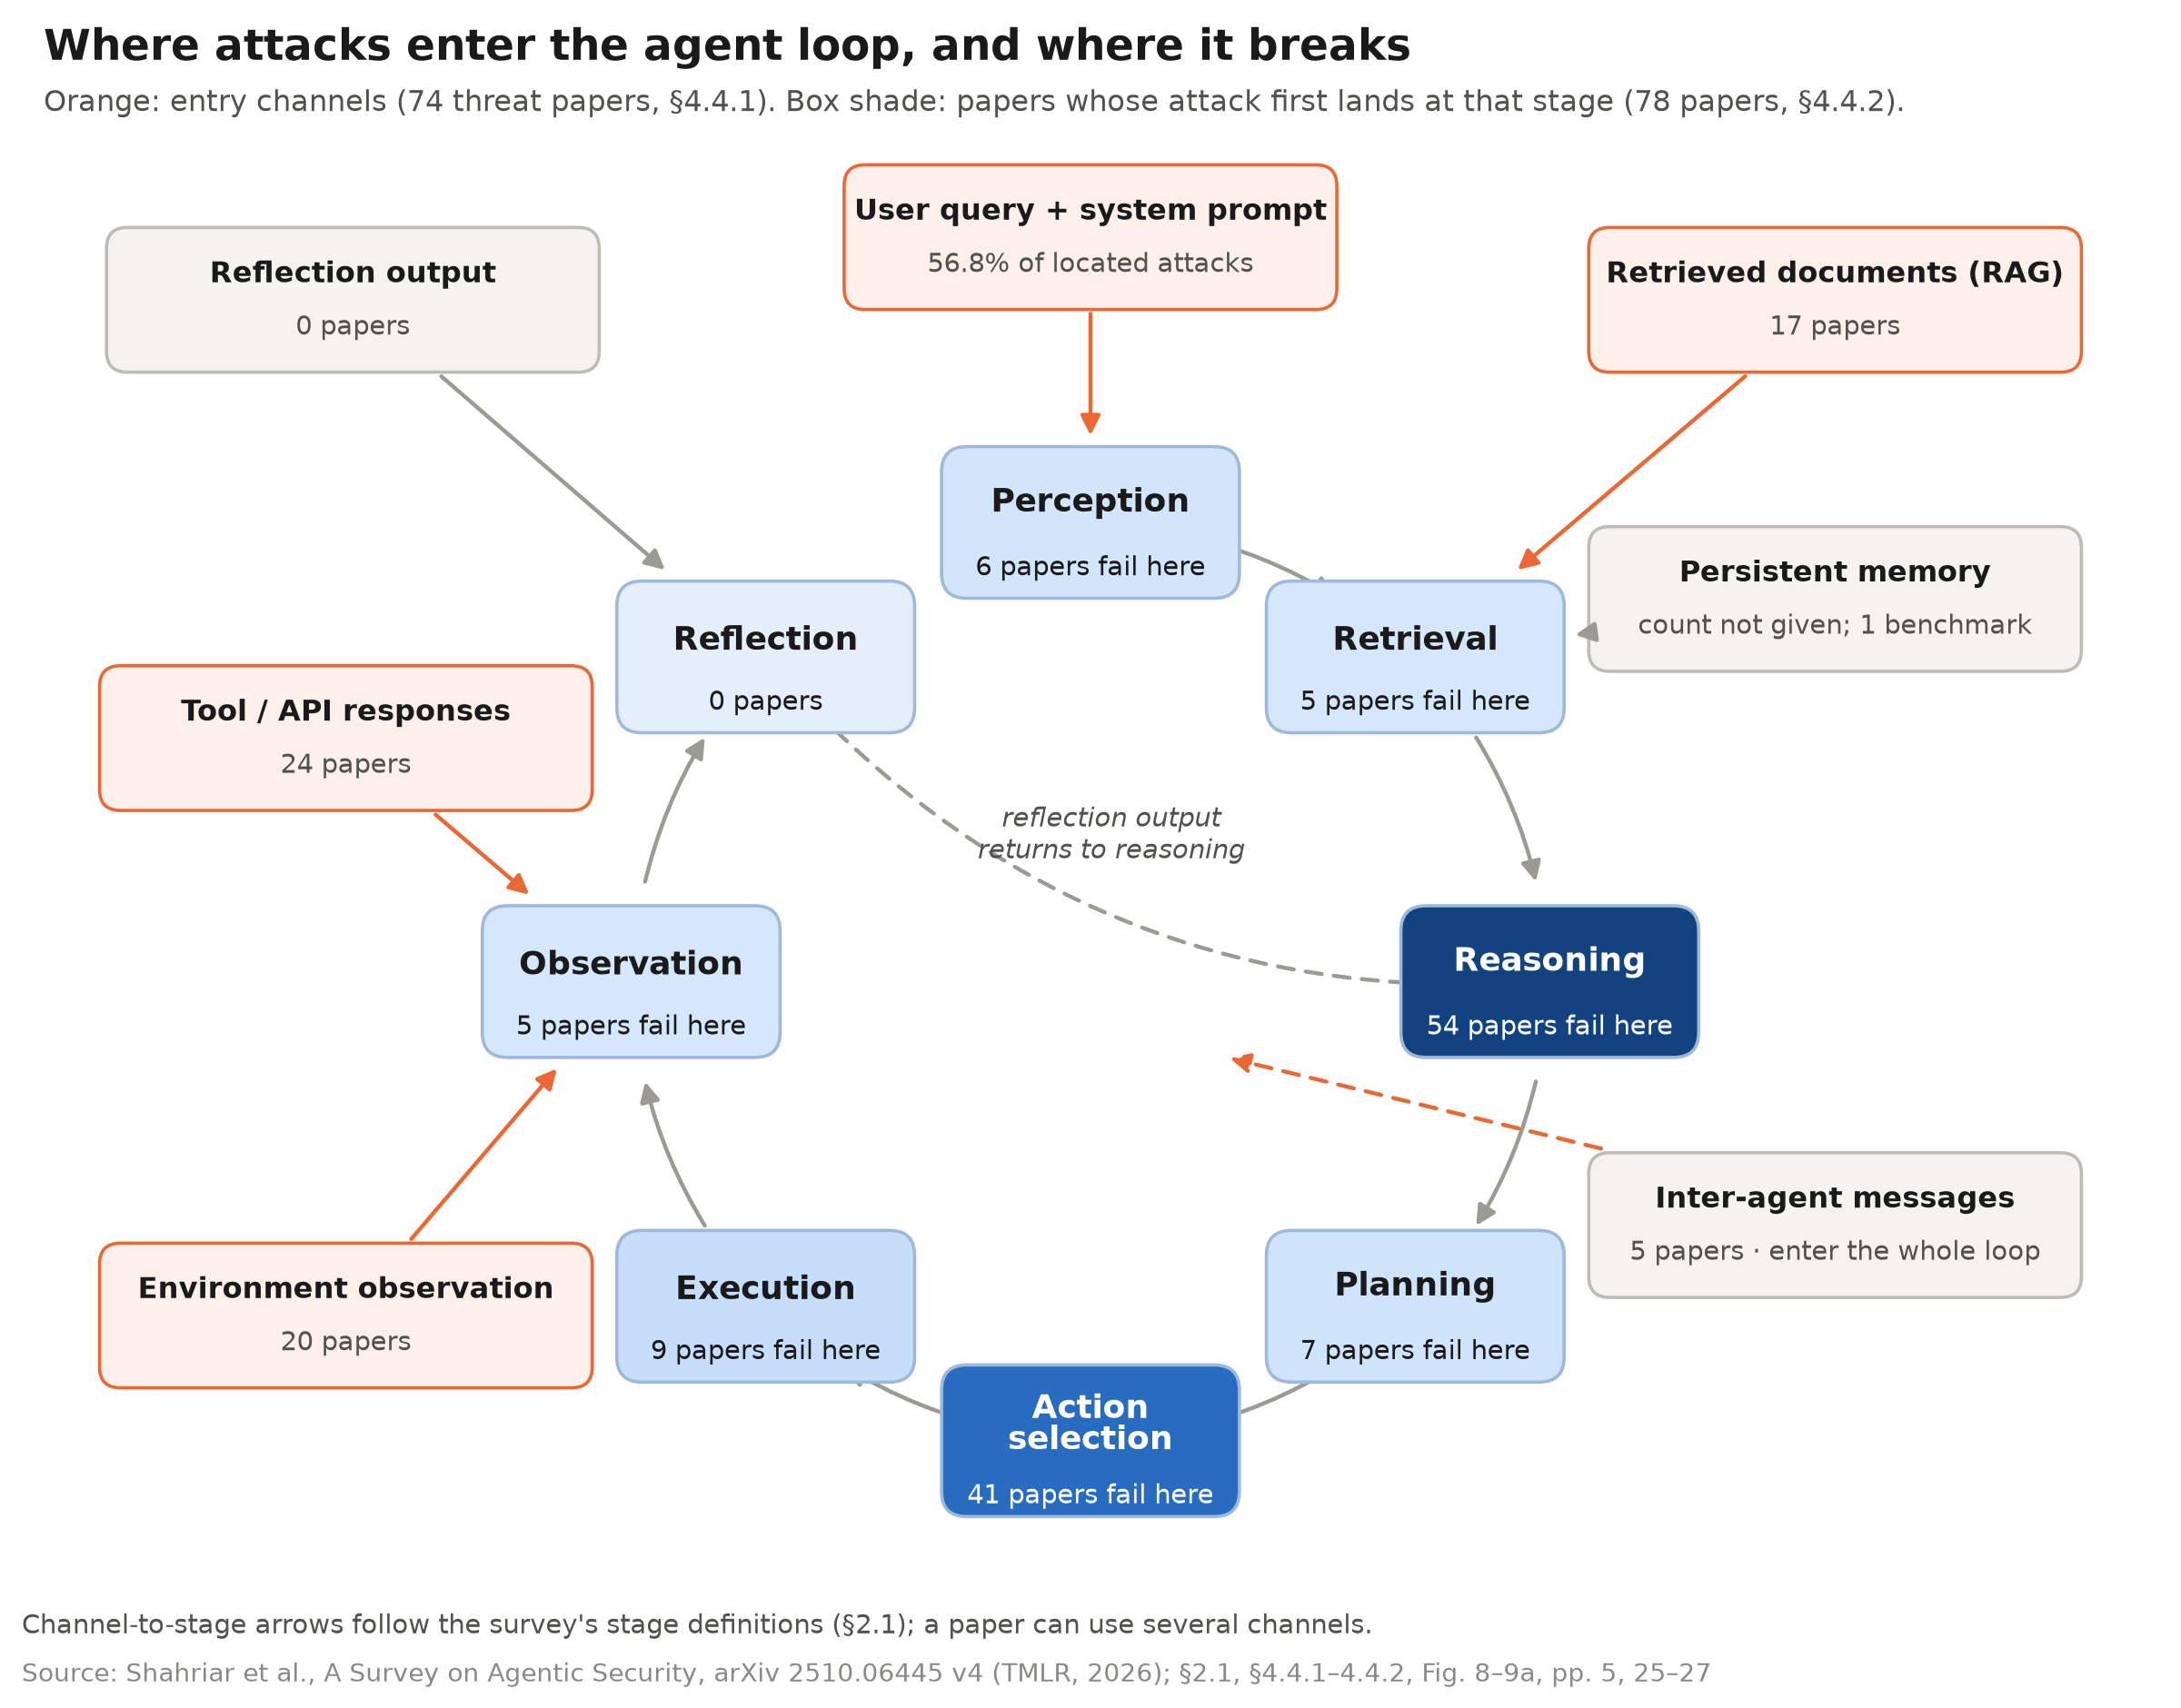 Where attacks enter the agent loop, and where it breaks
Orange: entry channels (74 threat papers, §4.4.1). Box shade: papers whose attack first lands at that stage (78 papers, §4.4.2).
User query + system prompt
56.8% of located attacks
Reflection output
0 papers
Retrieved documents (RAG)
17 papers
Perception
6 papers fail here
Persistent memory
count not given; 1 benchmark
Reflection
0 papers
Retrieval
5 papers fail here
Tool / API responses
24 papers
reflection output
returns to reasoning
Observation
5 papers fail here
Reasoning
54 papers fail here
Inter-agent messages
5 papers · enter the whole loop
Environment observation
20 papers
Execution
9 papers fail here
Planning
7 papers fail here
Action
selection
41 papers fail here
Channel-to-stage arrows follow the survey's stage definitions (§2.1); a paper can use several channels.
Source: Shahriar et al., A Survey on Agentic Security, arXiv 2510.06445 v4 (TMLR, 2026); §2.1, §4.4.1–4.4.2, Fig. 8–9a, pp. 5, 25–27